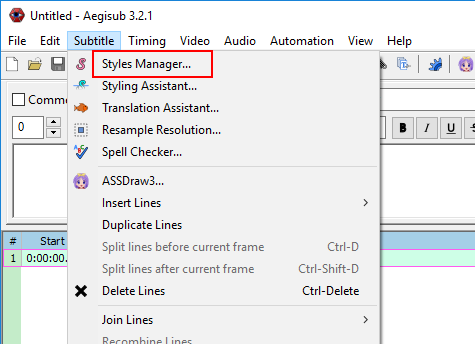 Untitled - Aegisub 3.2.1
File Edit Subtitle Timing Video Audio Automation View Help
Styles Manager...
Styling Assistant...
Translation Assistant...
Resample Resolution...
Spell Checker...
ASSDraw3...
Insert Lines
Duplicate Lines
Split lines before current frame Ctrl-D
Split lines after current frame Ctrl-Shift-D
Delete Lines Ctrl-Delete
Join Lines
Recombine Lines
Comme
0
B I U S
# Start
1 0:00:00.